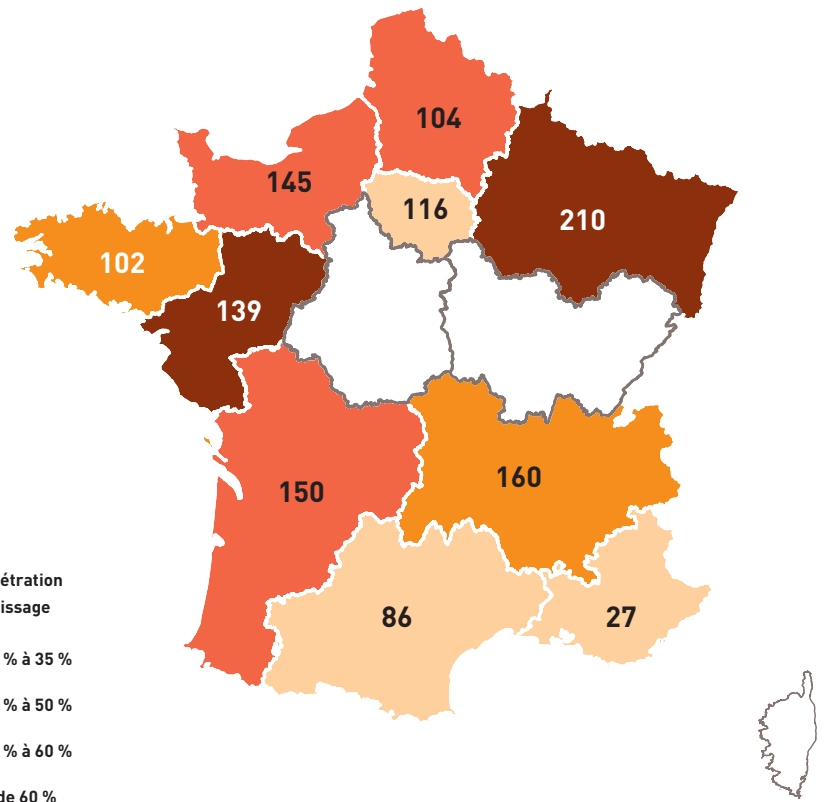 104
145
116
210
102
139
150
160
86
27
étration
issage
% à 35 %
% à 50 %
% à 60 %
de 60 %